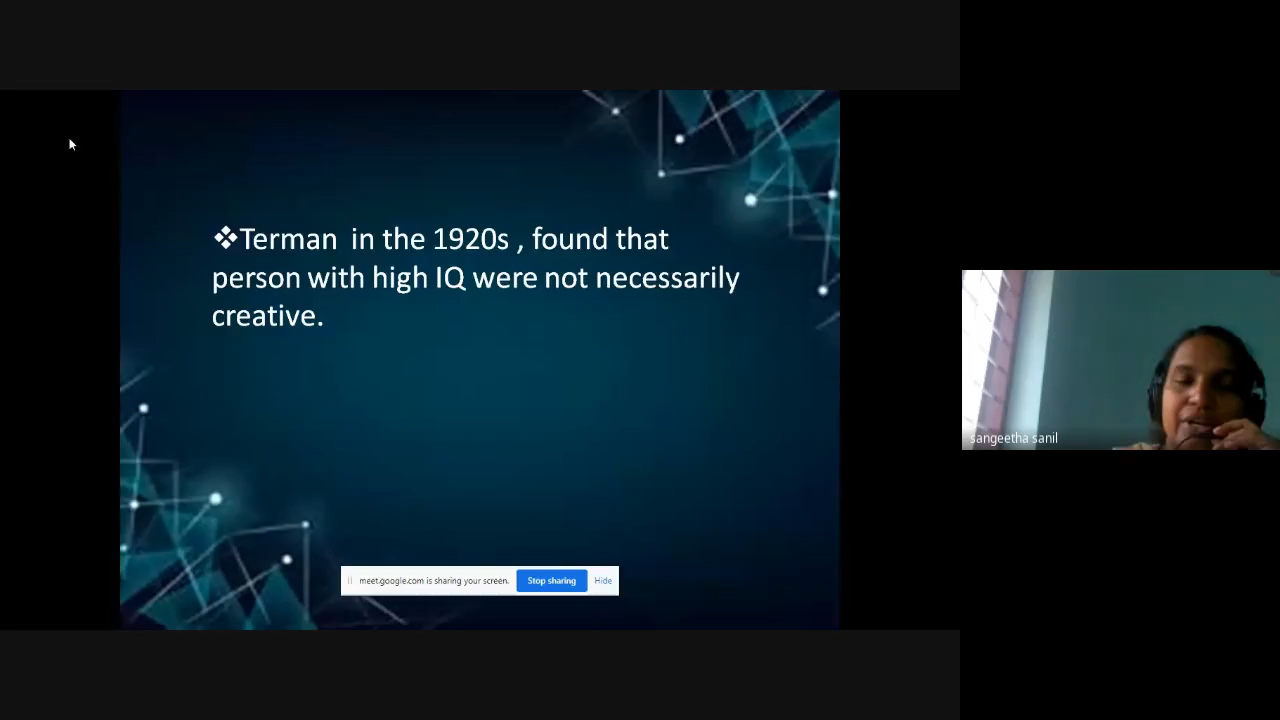 ❖Terman in the 1920s , found that
person with high IQ were not necessarily
creative.
sangeetha sanil
meet.google.com is sharing your screen. Stop sharing Hide